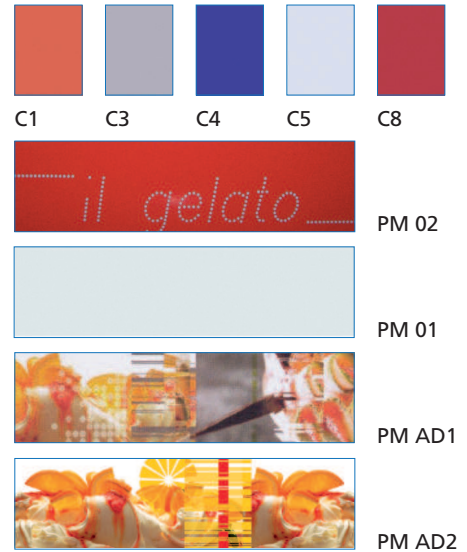 C1 C3 C4 C5 C8
il gelato
PM 02
PM 01
PM AD1
PM AD2